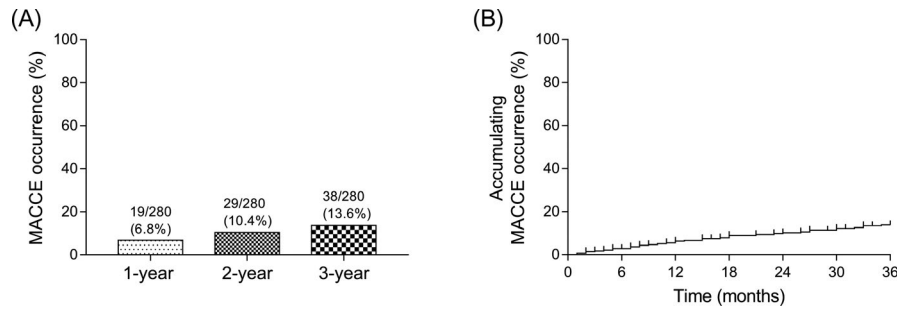 (A)
MACCE occurrence (%)
100
80
60
40
20
0
19/280
(6.8%)
29/280
(10.4%)
38/280
(13.6%)
1-year
2-year
3-year
(B)
Accumulating
MACCE occurrence (%)
100
80
60
40
20
0
0 6 12 18 24 30 36
Time (months)